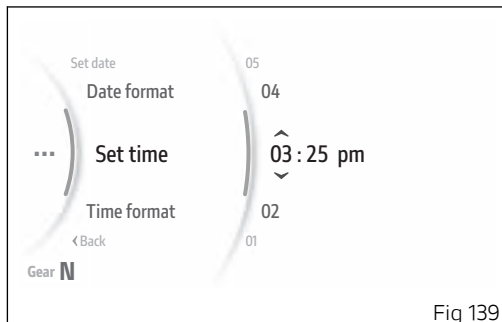 Set date
Date format
...
Set time
Time format
< Back
Gear N
05
04
03 : 25 pm
02
01
Fig 139